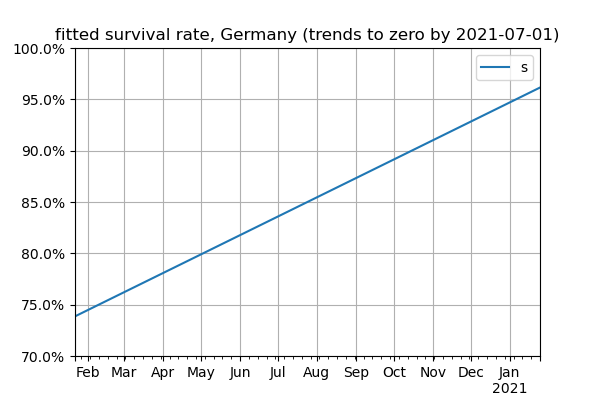 fitted survival rate, Germany (trends to zero by 2021-07-01)
100.0%
95.0%
90.0%
85.0%
80.0%
75.0%
70.0%
s
Feb Mar Apr May Jun Jul Aug Sep Oct Nov Dec Jan
2021